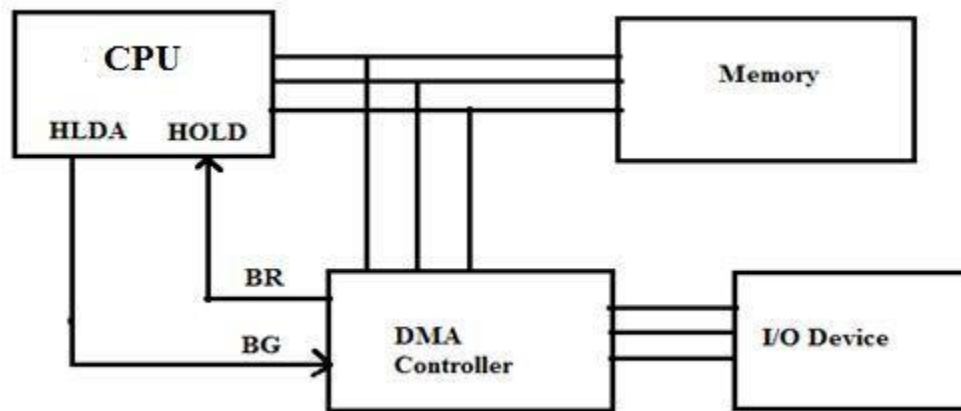 CPU
Memory
HLDA HOLD
BR
BG
DMA
Controller
I/O Device